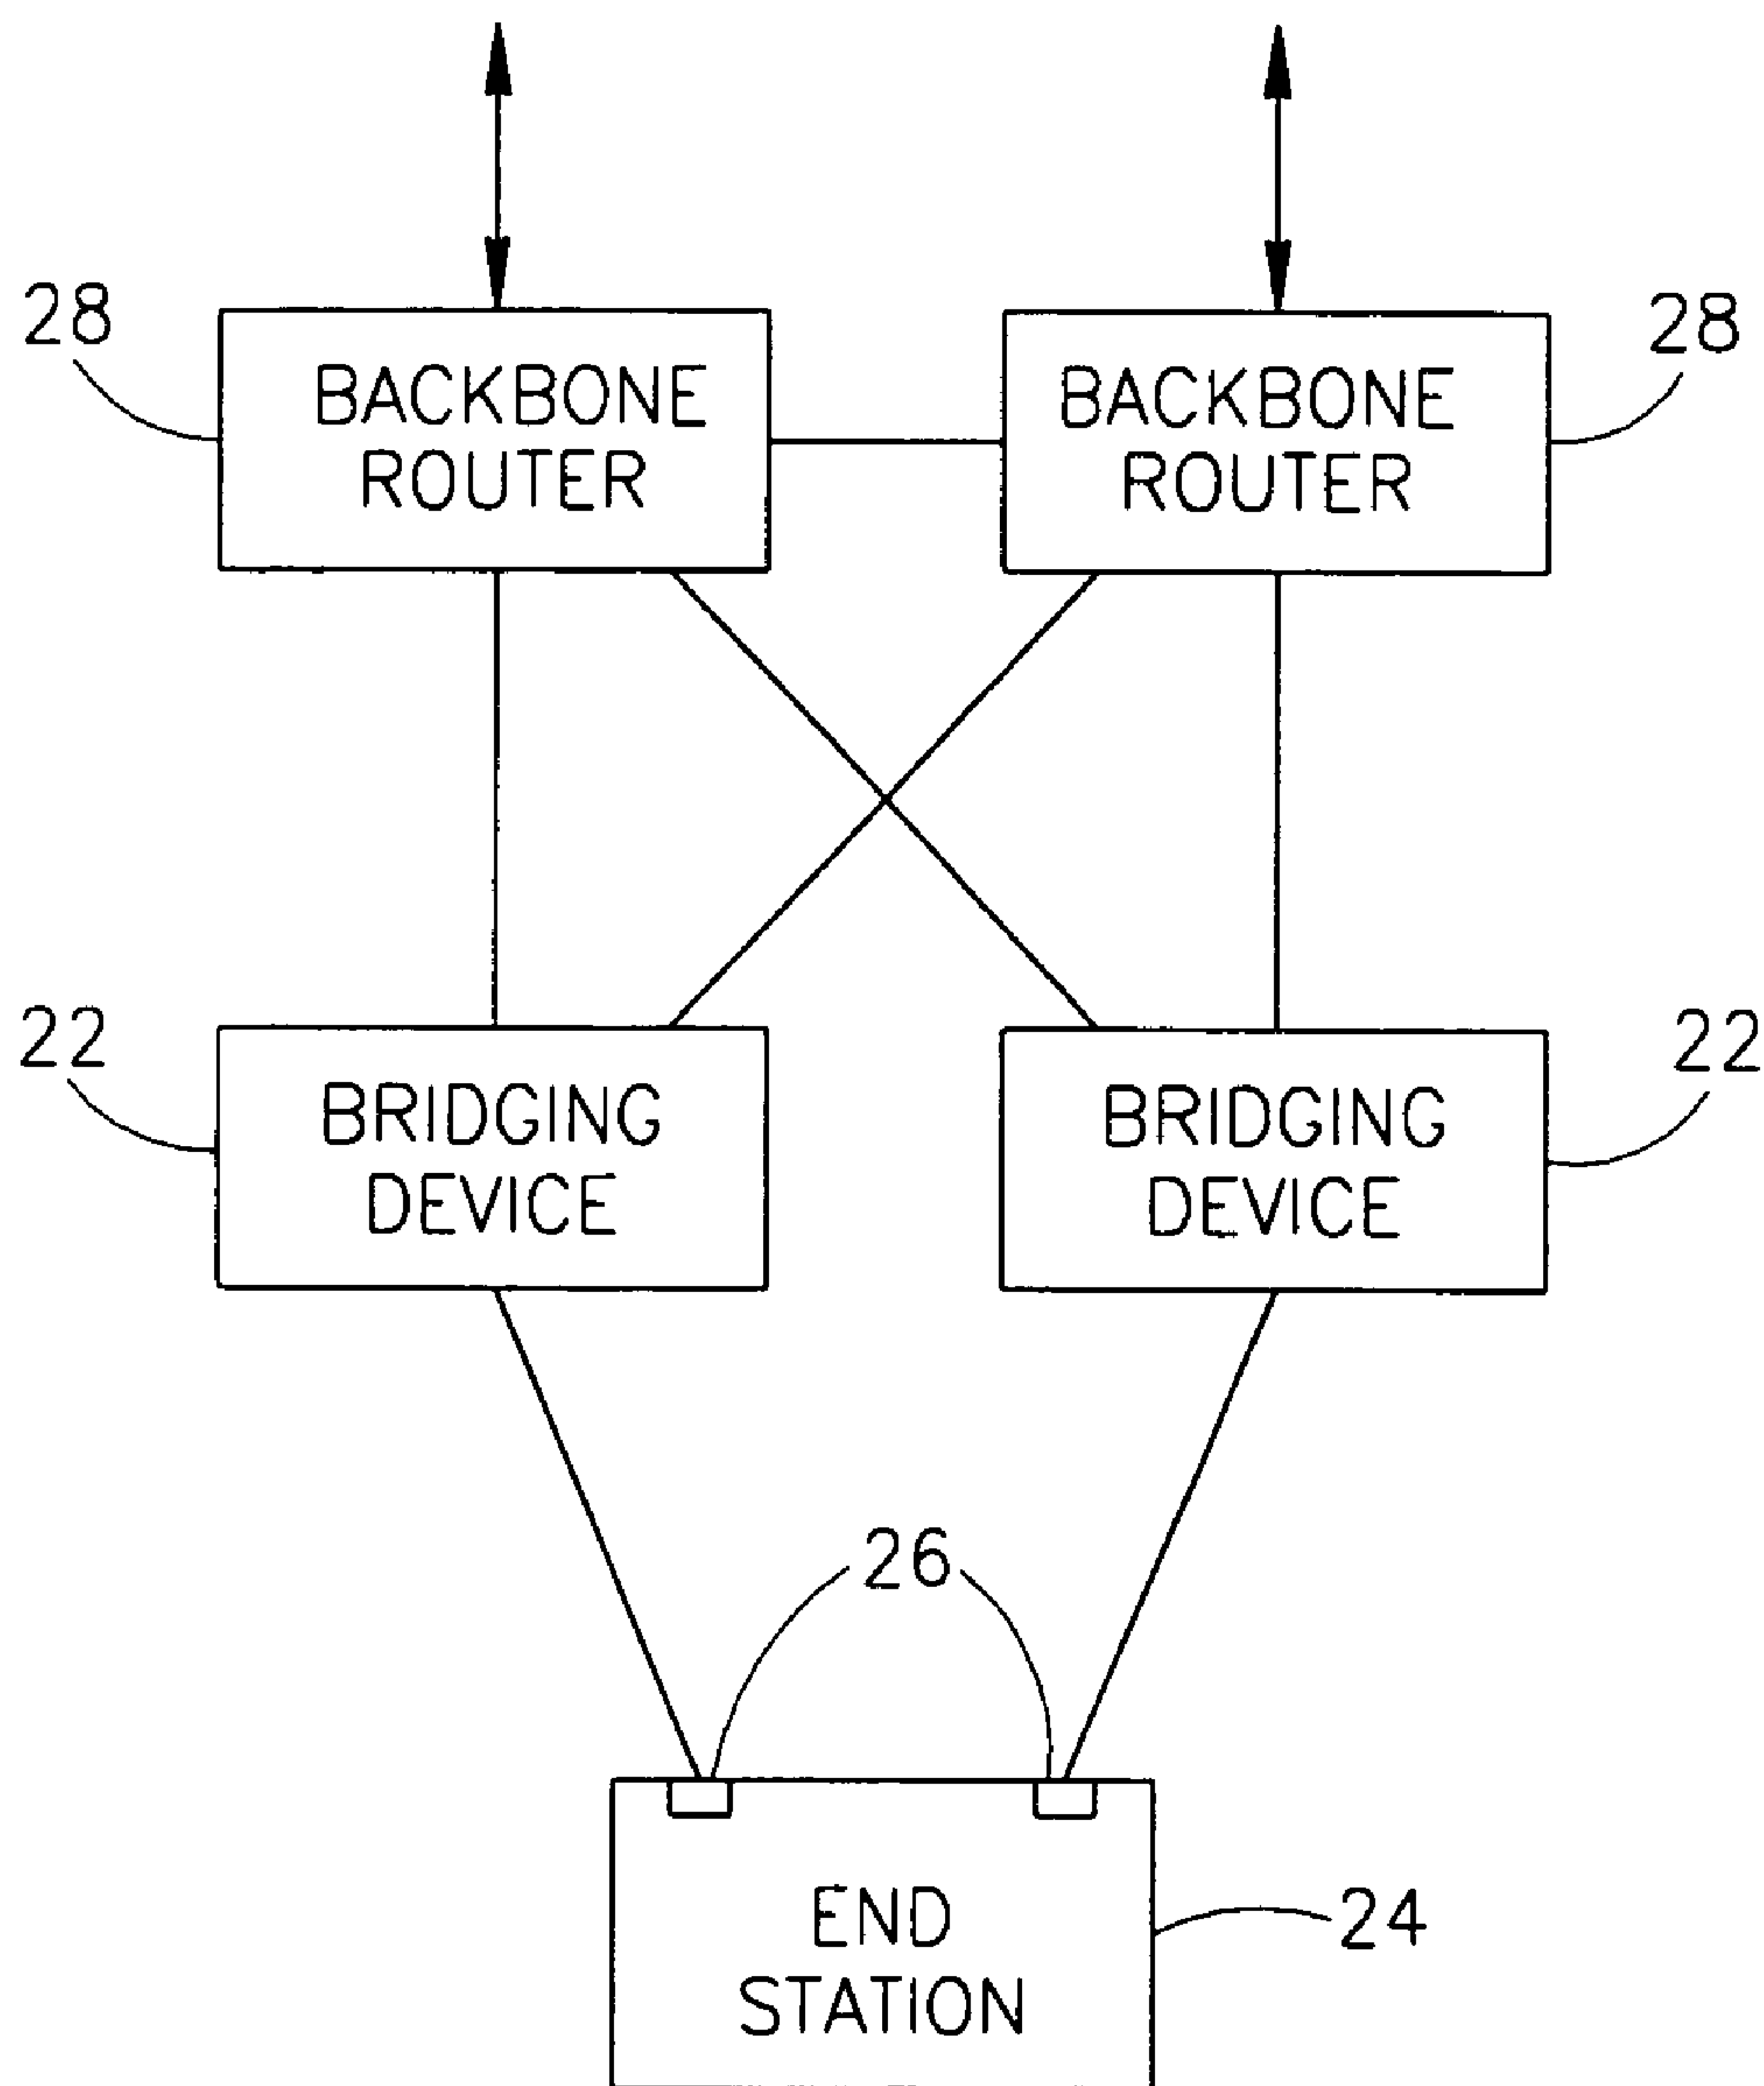 28
BACKBONE
ROUTER
BACKBONE
ROUTER
28
22
BRIDGING
DEVICE
BRIDGING
DEVICE
22
26
END
STATION
24